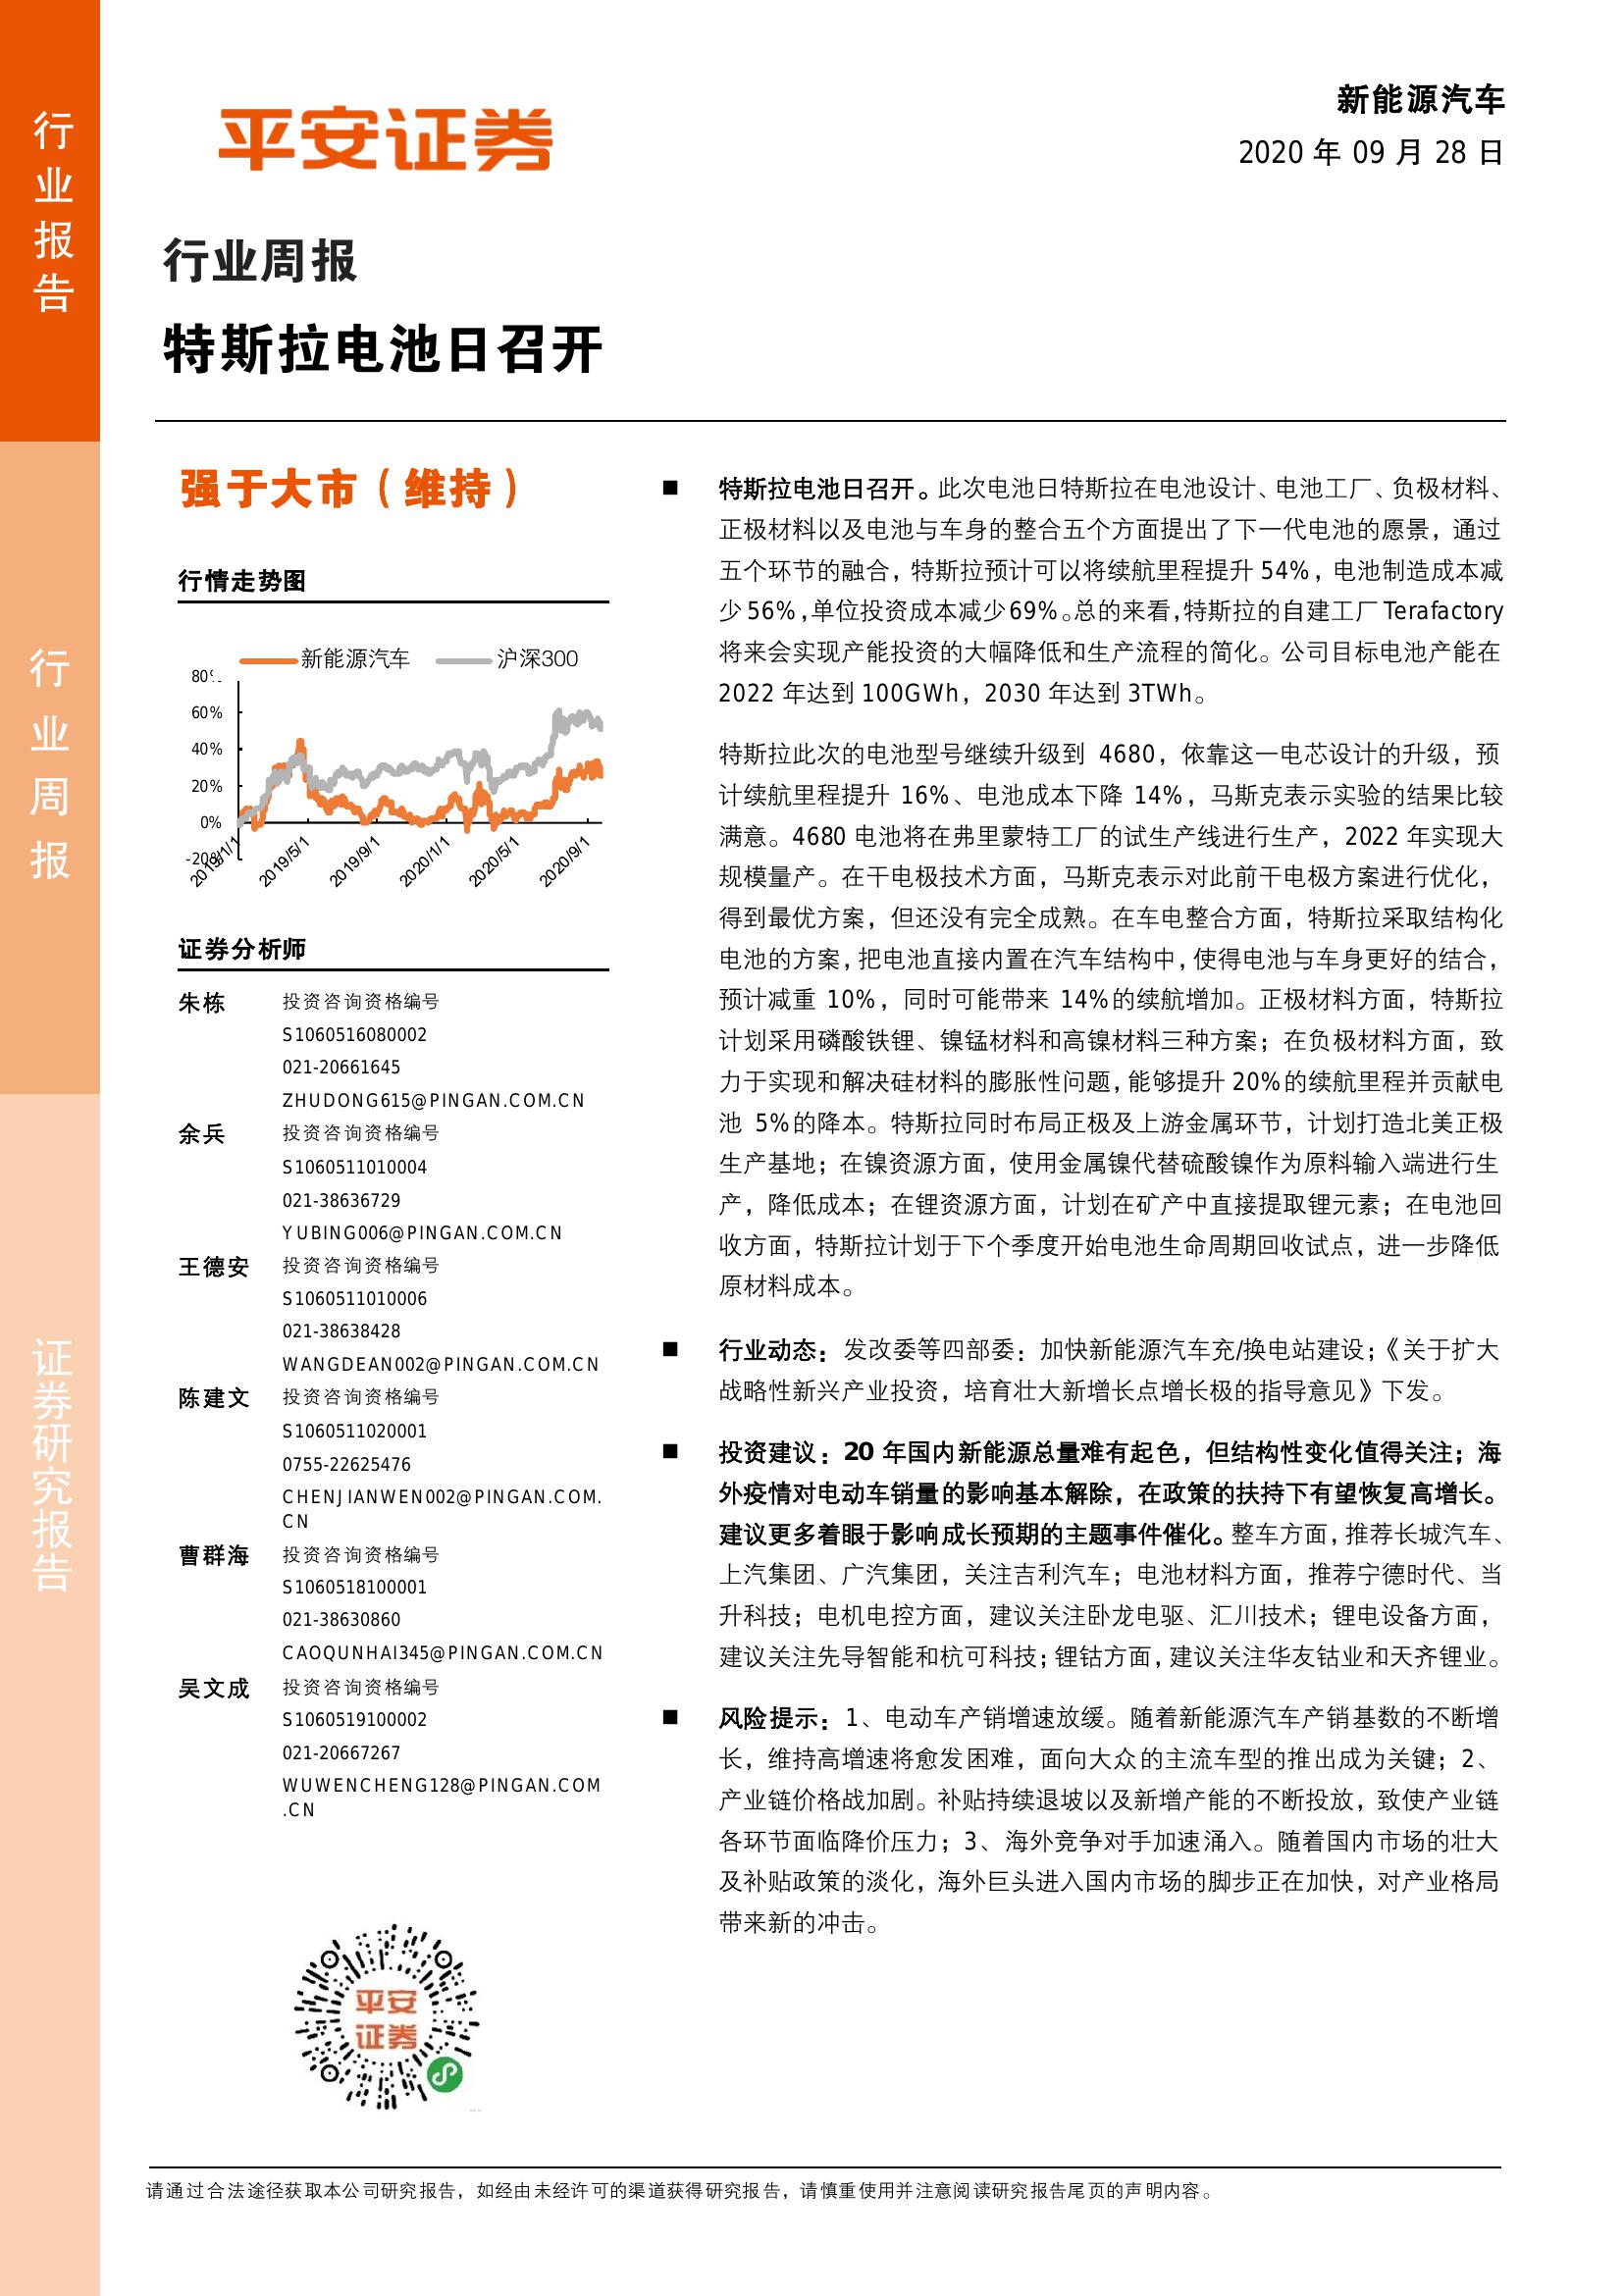 行业报告
行业周报
证券研究报告
平安证券
新能源汽车
2020 年 09 月 28 日
行业周报
特斯拉电池日召开
强于大市（维持）
行情走势图
新能源汽车 沪深300
80%
60%
40%
20%
0%
-20%
2019/1/1 2019/5/1 2019/9/1 2020/1/1 2020/5/1 2020/9/1
证券分析师
朱栋 投资咨询资格编号
S1060516080002
021-20661645
ZHUDONG615@PINGAN.COM.CN
余兵 投资咨询资格编号
S1060511010004
021-38636729
YUBING006@PINGAN.COM.CN
王德安 投资咨询资格编号
S1060511010006
021-38638428
WANGDEAN002@PINGAN.COM.CN
陈建文 投资咨询资格编号
S1060511020001
0755-22625476
CHENJIANWEN002@PINGAN.COM.
CN
曹群海 投资咨询资格编号
S1060518100001
021-38630860
CAOQUNHAI345@PINGAN.COM.CN
吴文成 投资咨询资格编号
S1060519100002
021-20667267
WUWENCHENG128@PINGAN.COM
.CN
平安
证券
■ 特斯拉电池日召开。此次电池日特斯拉在电池设计、电池工厂、负极材料、
正极材料以及电池与车身的整合五个方面提出了下一代电池的愿景，通过
五个环节的融合，特斯拉预计可以将续航里程提升 54%，电池制造成本减
少 56%，单位投资成本减少 69%。总的来看，特斯拉的自建工厂 Terafactory
将来会实现产能投资的大幅降低和生产流程的简化。公司目标电池产能在
2022 年达到 100GWh，2030 年达到 3TWh。
特斯拉此次的电池型号继续升级到 4680，依靠这一电芯设计的升级，预
计续航里程提升 16%、电池成本下降 14%，马斯克表示实验的结果比较
满意。4680 电池将在弗里蒙特工厂的试生产线进行生产，2022 年实现大
规模量产。在干电极技术方面，马斯克表示对此前干电极方案进行优化，
得到最优方案，但还没有完全成熟。在车电整合方面，特斯拉采取结构化
电池的方案，把电池直接内置在汽车结构中，使得电池与车身更好的结合，
预计减重 10%，同时可能带来 14%的续航增加。正极材料方面，特斯拉
计划采用磷酸铁锂、镍锰材料和高镍材料三种方案；在负极材料方面，致
力于实现和解决硅材料的膨胀性问题，能够提升 20%的续航里程并贡献电
池 5%的降本。特斯拉同时布局正极及上游金属环节，计划打造北美正极
生产基地；在镍资源方面，使用金属镍代替硫酸镍作为原料输入端进行生
产，降低成本；在锂资源方面，计划在矿产中直接提取锂元素；在电池回
收方面，特斯拉计划于下个季度开始电池生命周期回收试点，进一步降低
原材料成本。
■ 行业动态：发改委等四部委：加快新能源汽车充/换电站建设；《关于扩大
战略性新兴产业投资，培育壮大新增长点增长极的指导意见》下发。
■ 投资建议：20 年国内新能源总量难有起色，但结构性变化值得关注；海
外疫情对电动车销量的影响基本解除，在政策的扶持下有望恢复高增长。
建议更多着眼于影响成长预期的主题事件催化。整车方面，推荐长城汽车、
上汽集团、广汽集团，关注吉利汽车；电池材料方面，推荐宁德时代、当
升科技；电机电控方面，建议关注卧龙电驱、汇川技术；锂电设备方面，
建议关注先导智能和杭可科技；锂钴方面，建议关注华友钴业和天齐锂业。
■ 风险提示：1、电动车产销增速放缓。随着新能源汽车产销基数的不断增
长，维持高增速将愈发困难，面向大众的主流车型的推出成为关键；2、
产业链价格战加剧。补贴持续退坡以及新增产能的不断投放，致使产业链
各环节面临降价压力；3、海外竞争对手加速涌入。随着国内市场的壮大
及补贴政策的淡化，海外巨头进入国内市场的脚步正在加快，对产业格局
带来新的冲击。
请通过合法途径获取本公司研究报告，如经由未经许可的渠道获得研究报告，请慎重使用并注意阅读研究报告尾页的声明内容。